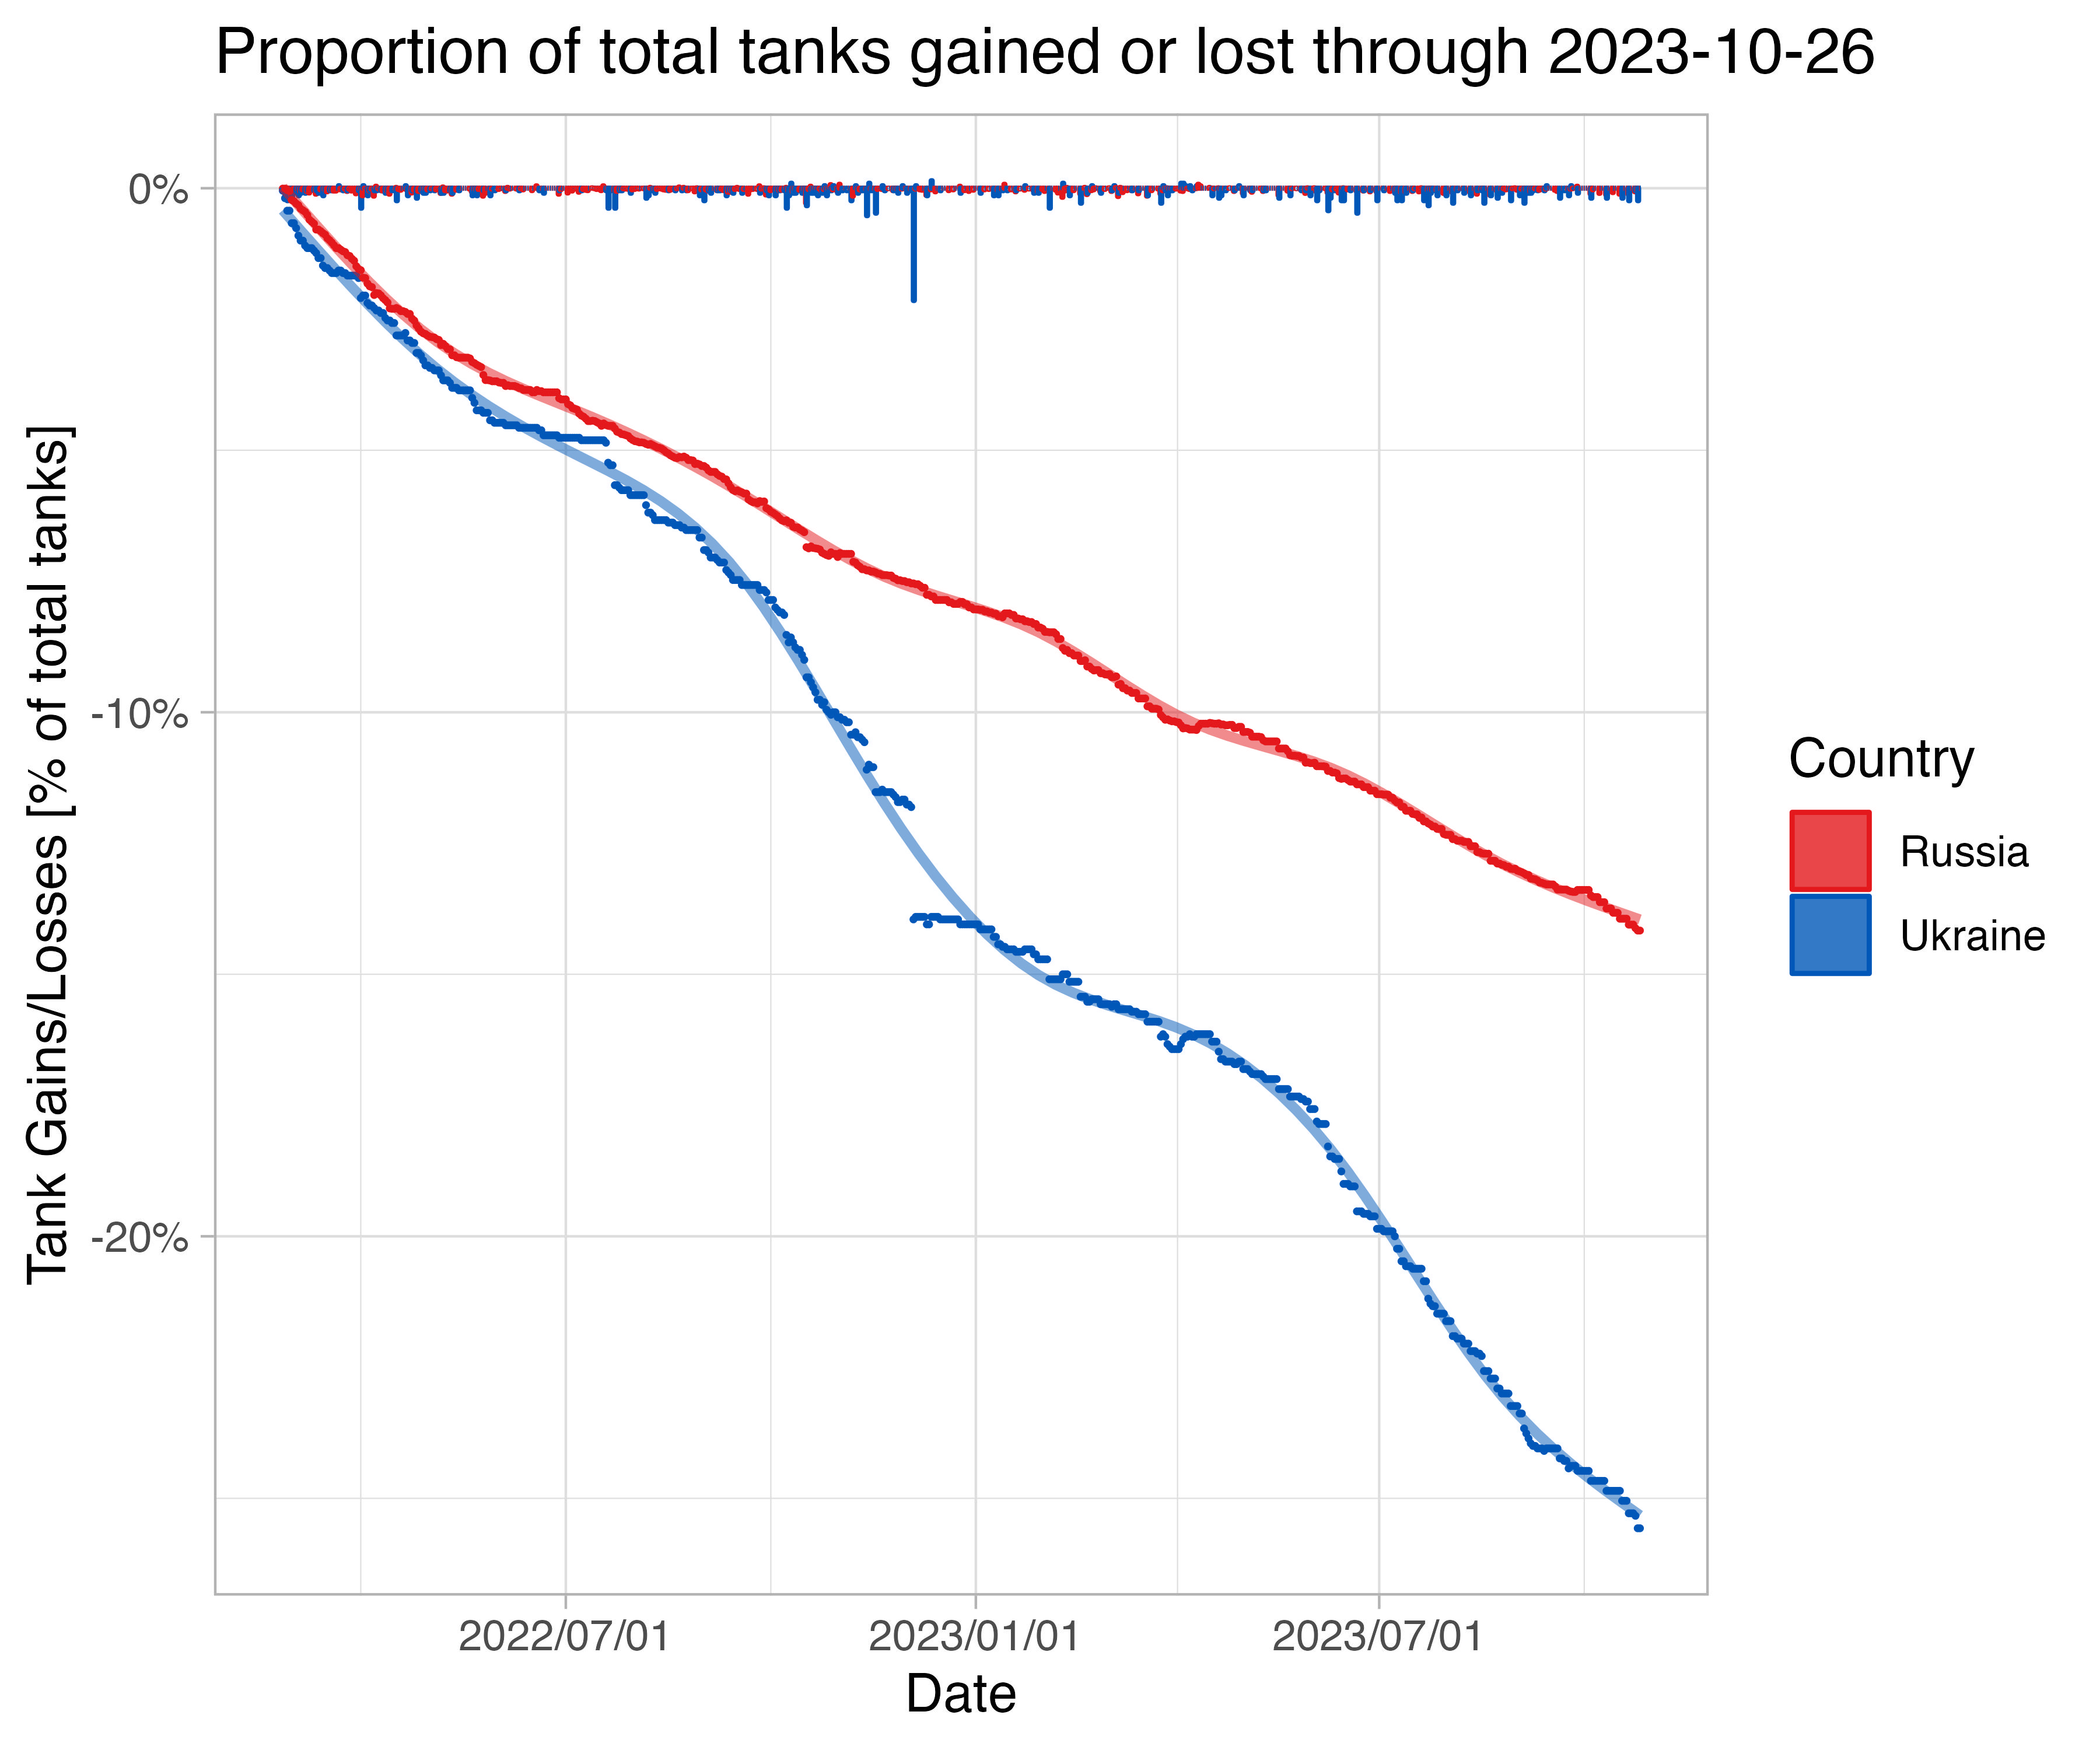 Proportion of total tanks gained or lost through 2023-10-26
Tank Gains/Losses [% of total tanks]
0%
-10%
-20%
2022/07/01
2023/01/01
2023/07/01
Date
Country
Russia
Ukraine